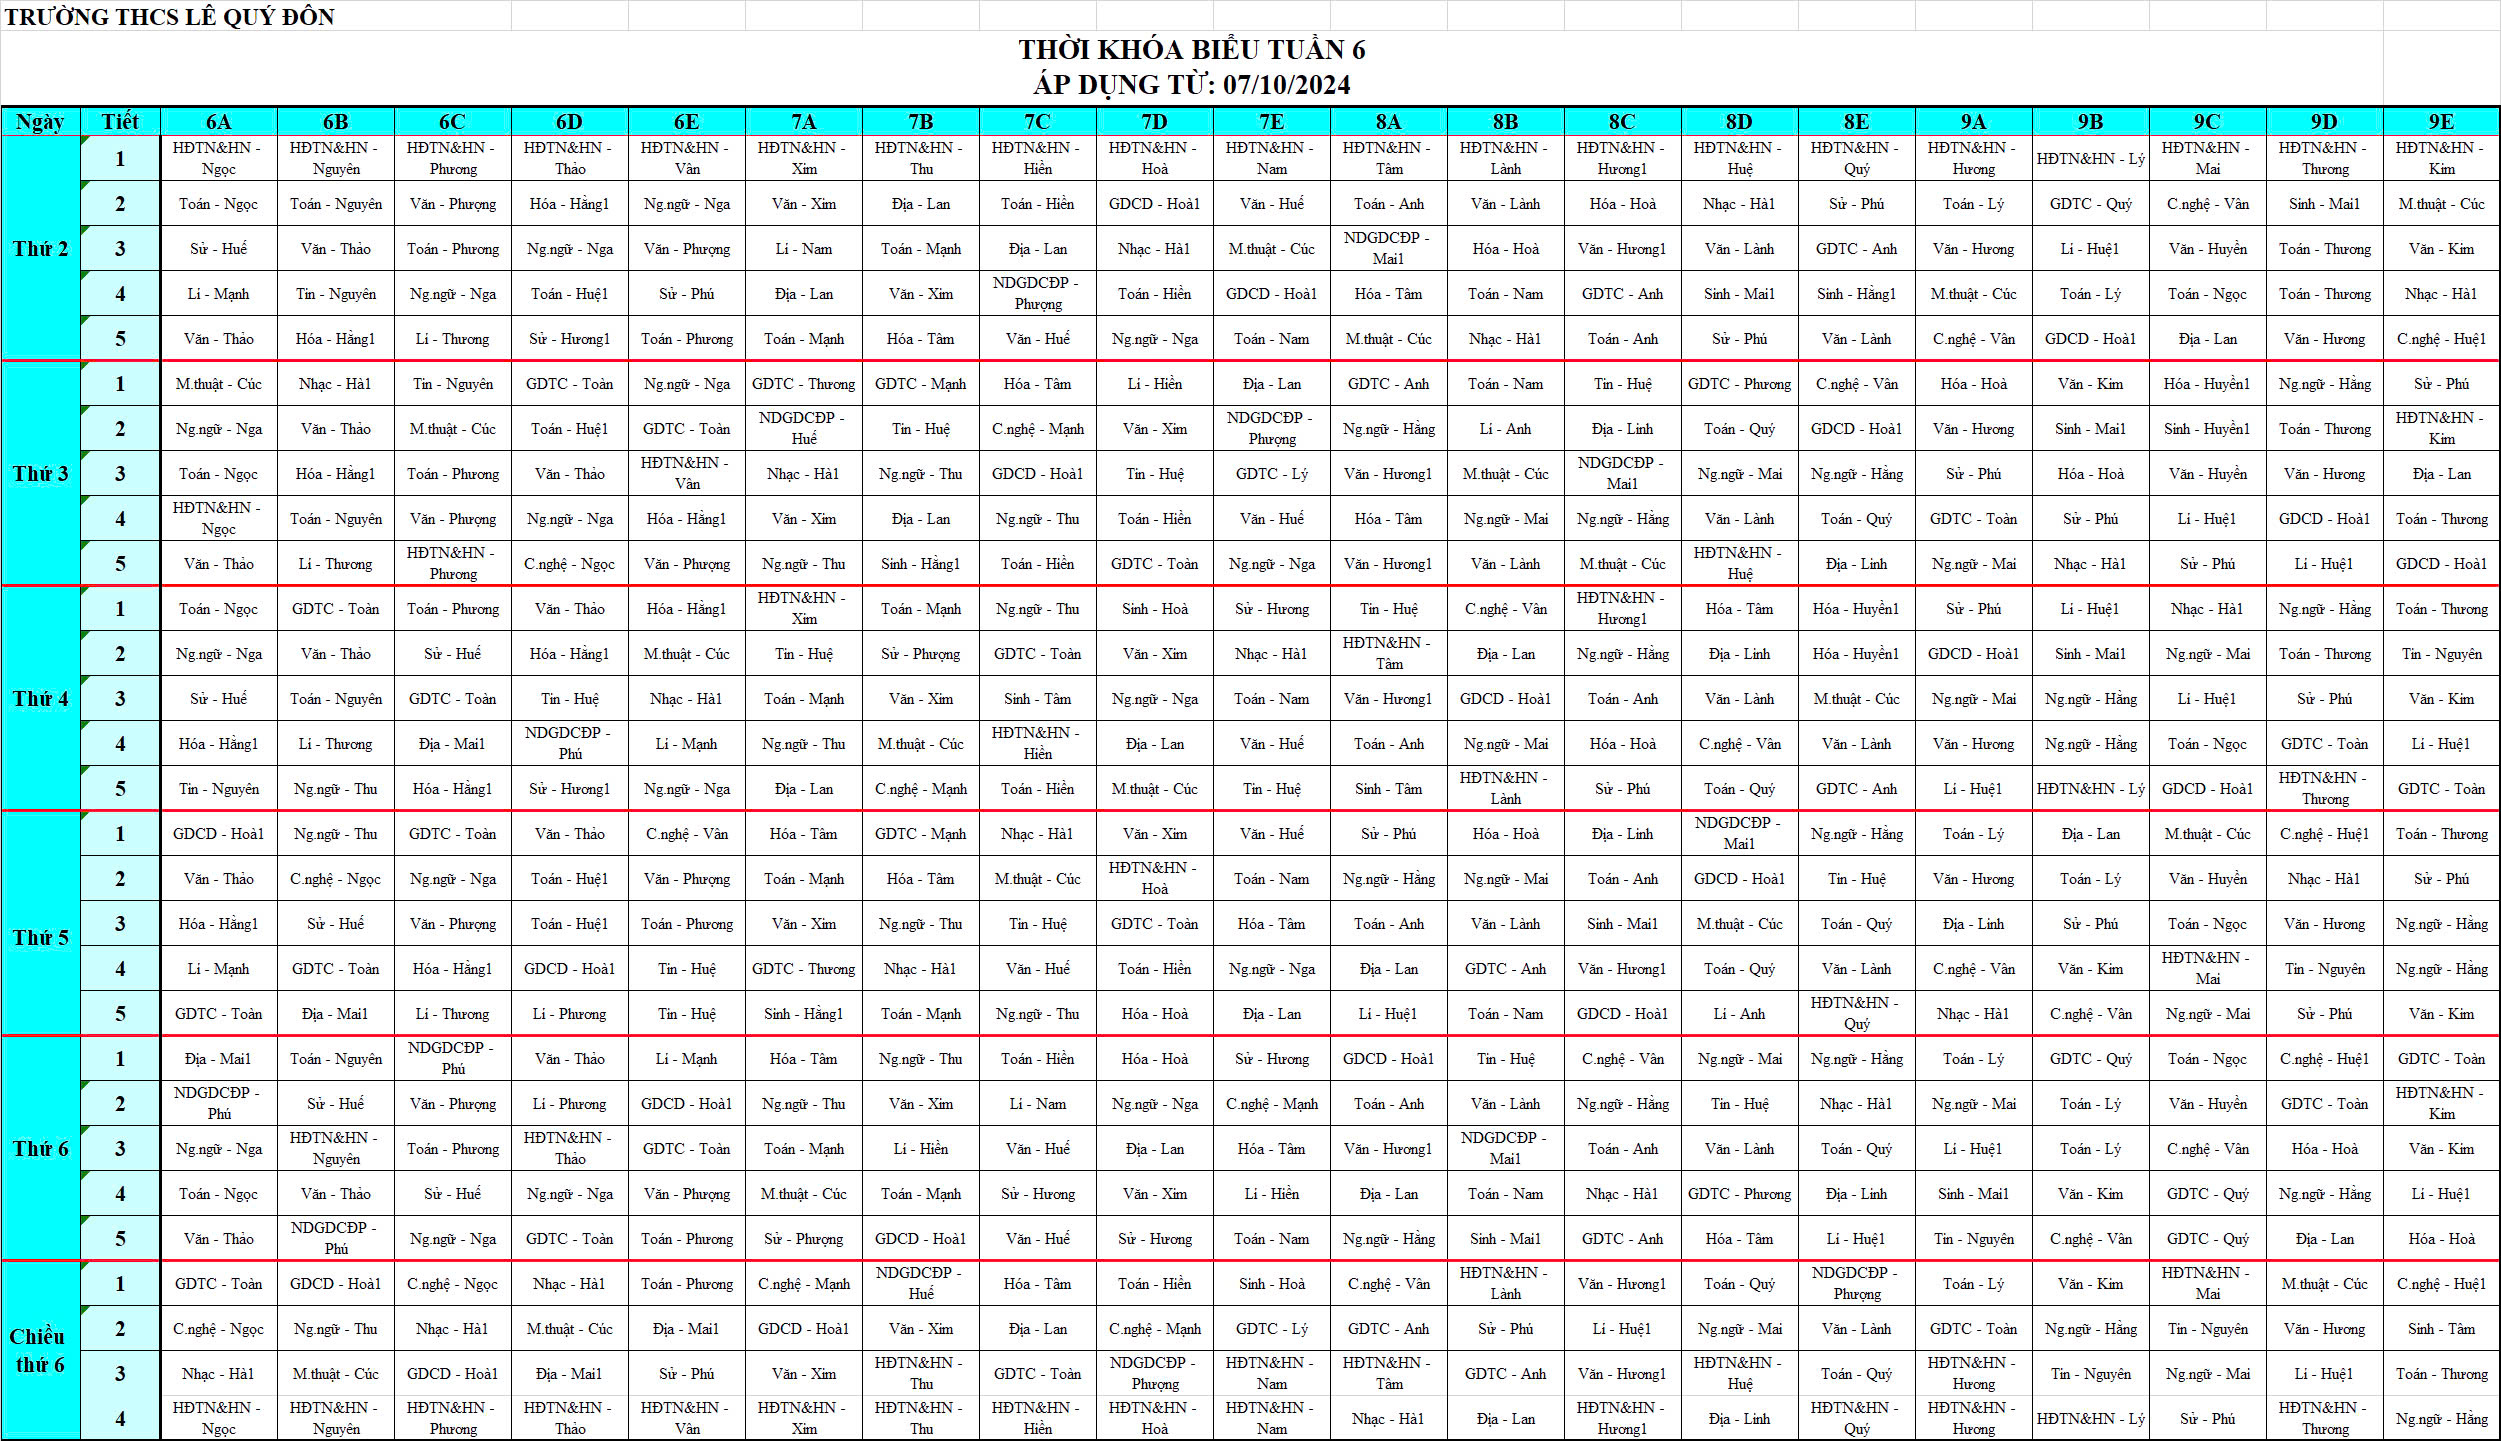 TRƯỜNG THCS LÊ QUÝ ĐÔN
THỜI KHÓA BIỂU TUẦN 6
ÁP DỤNG TỪ: 07/10/2024
Ngày Tiết 6A 6B 6C 6D 6E 7A 7B 7C 7D 7E 8A 8B 8C 8D 8E 9A 9B 9C 9D 9E
Thứ 2
1 HĐTN&HN - Ngọc HĐTN&HN - Nguyên HĐTN&HN - Phương HĐTN&HN - Thảo HĐTN&HN - Vân HĐTN&HN - Xim HĐTN&HN - Thu HĐTN&HN - Hiền HĐTN&HN - Hoà HĐTN&HN - Nam HĐTN&HN - Tâm HĐTN&HN - Lành HĐTN&HN - Hương1 HĐTN&HN - Huệ HĐTN&HN - Quý HĐTN&HN - Hương HĐTN&HN - Lý HĐTN&HN - Mai HĐTN&HN - Thương HĐTN&HN - Kim
2 Toán - Ngọc Toán - Nguyên Văn - Phượng Hóa - Hằng1 Ng.ngữ - Nga Văn - Xim Địa - Lan Toán - Hiền GDCD - Hoà1 Văn - Huế Toán - Anh Văn - Lành Hóa - Hoà Nhạc - Hà1 Sử - Phú Toán - Lý GDTC - Quý C.nghệ - Vân Sinh - Mai1 M.thuật - Cúc
3 Sử - Huế Văn - Thảo Toán - Phương Ng.ngữ - Nga Văn - Phượng Lí - Nam Toán - Mạnh Địa - Lan Nhạc - Hà1 M.thuật - Cúc NDGDCĐP - Mai1 Hóa - Hoà Văn - Hương1 Văn - Lành GDTC - Anh Văn - Hương Lí - Huệ1 Văn - Huyền Toán - Thương Văn - Kim
4 Lí - Mạnh Tin - Nguyên Ng.ngữ - Nga Toán - Huệ1 Sử - Phú Địa - Lan Văn - Xim NDGDCĐP - Phượng Toán - Hiền GDCD - Hoà1 Hóa - Tâm Toán - Nam GDTC - Anh Sinh - Mai1 Sinh - Hằng1 M.thuật - Cúc Toán - Lý Toán - Ngọc Toán - Thương Nhạc - Hà1
5 Văn - Thảo Hóa - Hằng1 Lí - Thương Sử - Hương1 Toán - Phương Toán - Mạnh Hóa - Tâm Văn - Huế Ng.ngữ - Nga Toán - Nam M.thuật - Cúc Nhạc - Hà1 Toán - Anh Sử - Phú Văn - Lành C.nghệ - Vân GDCD - Hoà1 Địa - Lan Văn - Hương C.nghệ - Huệ1
Thứ 3
1 M.thuật - Cúc Nhạc - Hà1 Tin - Nguyên GDTC - Toàn Ng.ngữ - Nga GDTC - Thương GDTC - Mạnh Hóa - Tâm Lí - Hiền Địa - Lan GDTC - Anh Toán - Nam Tin - Huệ GDTC - Phương C.nghệ - Vân Hóa - Hoà Văn - Kim Hóa - Huyền1 Ng.ngữ - Hằng Sử - Phú
2 Ng.ngữ - Nga Văn - Thảo M.thuật - Cúc Toán - Huệ1 GDTC - Toàn NDGDCĐP - Huế Tin - Huệ C.nghệ - Mạnh Văn - Xim NDGDCĐP - Phượng Ng.ngữ - Hằng Lí - Anh Địa - Linh Toán - Quý GDCD - Hoà1 Văn - Hương Sinh - Mai1 Sinh - Huyền1 Toán - Thương HĐTN&HN - Kim
3 Toán - Ngọc Hóa - Hằng1 Toán - Phương Văn - Thảo HĐTN&HN - Vân Nhạc - Hà1 Ng.ngữ - Thu GDCD - Hoà1 Tin - Huệ GDTC - Lý Văn - Hương1 M.thuật - Cúc NDGDCĐP - Mai1 Ng.ngữ - Mai Ng.ngữ - Hằng Sử - Phú Hóa - Hoà Văn - Huyền Văn - Hương Địa - Lan
4 HĐTN&HN - Ngọc Toán - Nguyên Văn - Phượng Ng.ngữ - Nga Hóa - Hằng1 Văn - Xim Địa - Lan Ng.ngữ - Thu Toán - Hiền Văn - Huế Hóa - Tâm Ng.ngữ - Mai Ng.ngữ - Hằng Văn - Lành Toán - Quý GDTC - Toàn Sử - Phú Lí - Huệ1 GDCD - Hoà1 Toán - Thương
5 Văn - Thảo Lí - Thương HĐTN&HN - Phương C.nghệ - Ngọc Văn - Phượng Ng.ngữ - Thu Sinh - Hằng1 Toán - Hiền GDTC - Toàn Ng.ngữ - Nga Văn - Hương1 Văn - Lành M.thuật - Cúc HĐTN&HN - Huệ Địa - Linh Ng.ngữ - Mai Nhạc - Hà1 Sử - Phú Lí - Huệ1 GDCD - Hoà1
Thứ 4
1 Toán - Ngọc GDTC - Toàn Toán - Phương Văn - Thảo Hóa - Hằng1 HĐTN&HN - Xim Toán - Mạnh Ng.ngữ - Thu Sinh - Hoà Sử - Hương Tin - Huệ C.nghệ - Vân HĐTN&HN - Hương1 Hóa - Tâm Hóa - Huyền1 Sử - Phú Lí - Huệ1 Nhạc - Hà1 Ng.ngữ - Hằng Toán - Thương
2 Ng.ngữ - Nga Văn - Thảo Sử - Huế Hóa - Hằng1 M.thuật - Cúc Tin - Huệ Sử - Phượng GDTC - Toàn Văn - Xim Nhạc - Hà1 HĐTN&HN - Tâm Địa - Lan Ng.ngữ - Hằng Địa - Linh Hóa - Huyền1 GDCD - Hoà1 Sinh - Mai1 Ng.ngữ - Mai Toán - Thương Tin - Nguyên
3 Sử - Huế Toán - Nguyên GDTC - Toàn Tin - Huệ Nhạc - Hà1 Toán - Mạnh Văn - Xim Sinh - Tâm Ng.ngữ - Nga Toán - Nam Văn - Hương1 GDCD - Hoà1 Toán - Anh Văn - Lành M.thuật - Cúc Ng.ngữ - Mai Ng.ngữ - Hằng Lí - Huệ1 Sử - Phú Văn - Kim
4 Hóa - Hằng1 Lí - Thương Địa - Mai1 NDGDCĐP - Phú Lí - Mạnh Ng.ngữ - Thu M.thuật - Cúc HĐTN&HN - Hiền Địa - Lan Văn - Huế Toán - Anh Ng.ngữ - Mai Hóa - Hoà C.nghệ - Vân Văn - Lành Văn - Hương Ng.ngữ - Hằng Toán - Ngọc GDTC - Toàn Lí - Huệ1
5 Tin - Nguyên Ng.ngữ - Thu Hóa - Hằng1 Sử - Hương1 Ng.ngữ - Nga Địa - Lan C.nghệ - Mạnh Toán - Hiền M.thuật - Cúc Tin - Huệ Sinh - Tâm HĐTN&HN - Lành Sử - Phú Toán - Quý GDTC - Anh Lí - Huệ1 HĐTN&HN - Lý GDCD - Hoà1 HĐTN&HN - Thương GDTC - Toàn
Thứ 5
1 GDCD - Hoà1 Ng.ngữ - Thu GDTC - Toàn Văn - Thảo C.nghệ - Vân Hóa - Tâm GDTC - Mạnh Nhạc - Hà1 Văn - Xim Văn - Huế Sử - Phú Hóa - Hoà Địa - Linh NDGDCĐP - Mai1 Ng.ngữ - Hằng Toán - Lý Địa - Lan M.thuật - Cúc C.nghệ - Huệ1 Toán - Thương
2 Văn - Thảo C.nghệ - Ngọc Ng.ngữ - Nga Toán - Huệ1 Văn - Phượng Toán - Mạnh Hóa - Tâm M.thuật - Cúc HĐTN&HN - Hoà Toán - Nam Ng.ngữ - Hằng Ng.ngữ - Mai Toán - Anh GDCD - Hoà1 Tin - Huệ Văn - Hương Toán - Lý Văn - Huyền Nhạc - Hà1 Sử - Phú
3 Hóa - Hằng1 Sử - Huế Văn - Phượng Toán - Huệ1 Toán - Phương Văn - Xim Ng.ngữ - Thu Tin - Huệ GDTC - Toàn Hóa - Tâm Toán - Anh Văn - Lành Sinh - Mai1 M.thuật - Cúc Toán - Quý Địa - Linh Sử - Phú Toán - Ngọc Văn - Hương Ng.ngữ - Hằng
4 Lí - Mạnh GDTC - Toàn Hóa - Hằng1 GDCD - Hoà1 Tin - Huệ GDTC - Thương Nhạc - Hà1 Văn - Huế Toán - Hiền Ng.ngữ - Nga Địa - Lan GDTC - Anh Văn - Hương1 Toán - Quý Văn - Lành C.nghệ - Vân Văn - Kim HĐTN&HN - Mai Tin - Nguyên Ng.ngữ - Hằng
5 GDTC - Toàn Địa - Mai1 Lí - Thương Lí - Phương Tin - Huệ Sinh - Hằng1 Toán - Mạnh Ng.ngữ - Thu Hóa - Hoà Địa - Lan Lí - Huệ1 Toán - Nam GDCD - Hoà1 Lí - Anh HĐTN&HN - Quý Nhạc - Hà1 C.nghệ - Vân Ng.ngữ - Mai Sử - Phú Văn - Kim
Thứ 6
1 Địa - Mai1 Toán - Nguyên NDGDCĐP - Phú Văn - Thảo Lí - Mạnh Hóa - Tâm Ng.ngữ - Thu Toán - Hiền Hóa - Hoà Sử - Hương GDCD - Hoà1 Tin - Huệ C.nghệ - Vân Ng.ngữ - Mai Ng.ngữ - Hằng Toán - Lý GDTC - Quý Toán - Ngọc C.nghệ - Huệ1 GDTC - Toàn
2 NDGDCĐP - Phú Sử - Huế Văn - Phượng Lí - Phương GDCD - Hoà1 Ng.ngữ - Thu Văn - Xim Lí - Nam Ng.ngữ - Nga C.nghệ - Mạnh Toán - Anh Văn - Lành Ng.ngữ - Hằng Tin - Huệ Nhạc - Hà1 Ng.ngữ - Mai Toán - Lý Văn - Huyền GDTC - Toàn HĐTN&HN - Kim
3 Ng.ngữ - Nga HĐTN&HN - Nguyên Toán - Phương HĐTN&HN - Thảo GDTC - Toàn Toán - Mạnh Lí - Hiền Văn - Huế Địa - Lan Hóa - Tâm Văn - Hương1 NDGDCĐP - Mai1 Toán - Anh Văn - Lành Toán - Quý Lí - Huệ1 Toán - Lý C.nghệ - Vân Hóa - Hoà Văn - Kim
4 Toán - Ngọc Văn - Thảo Sử - Huế Ng.ngữ - Nga Văn - Phượng M.thuật - Cúc Toán - Mạnh Sử - Hương Văn - Xim Lí - Hiền Địa - Lan Toán - Nam Nhạc - Hà1 GDTC - Phương Địa - Linh Sinh - Mai1 Văn - Kim GDTC - Quý Ng.ngữ - Hằng Lí - Huệ1
5 Văn - Thảo NDGDCĐP - Phú Ng.ngữ - Nga GDTC - Toàn Toán - Phương Sử - Phượng GDCD - Hoà1 Văn - Huế Sử - Hương Toán - Nam Ng.ngữ - Hằng Sinh - Mai1 GDTC - Anh Hóa - Tâm Lí - Huệ1 Tin - Nguyên C.nghệ - Vân GDTC - Quý Địa - Lan Hóa - Hoà
Chiều thứ 6
1 GDTC - Toàn GDCD - Hoà1 C.nghệ - Ngọc Nhạc - Hà1 Toán - Phương C.nghệ - Mạnh NDGDCĐP - Huế Hóa - Tâm Toán - Hiền Sinh - Hoà C.nghệ - Vân HĐTN&HN - Lành Văn - Hương1 Toán - Quý NDGDCĐP - Phượng Toán - Lý Văn - Kim HĐTN&HN - Mai M.thuật - Cúc C.nghệ - Huệ1
2 C.nghệ - Ngọc Ng.ngữ - Thu Nhạc - Hà1 M.thuật - Cúc Địa - Mai1 GDCD - Hoà1 Văn - Xim Địa - Lan C.nghệ - Mạnh GDTC - Lý GDTC - Anh Sử - Phú Lí - Huệ1 Ng.ngữ - Mai Văn - Lành GDTC - Toàn Ng.ngữ - Hằng Tin - Nguyên Văn - Hương Sinh - Tâm
3 Nhạc - Hà1 M.thuật - Cúc GDCD - Hoà1 Địa - Mai1 Sử - Phú Văn - Xim HĐTN&HN - Thu GDTC - Toàn NDGDCĐP - Phượng HĐTN&HN - Nam HĐTN&HN - Tâm GDTC - Anh Văn - Hương1 HĐTN&HN - Huệ Toán - Quý HĐTN&HN - Hương Tin - Nguyên Ng.ngữ - Mai Lí - Huệ1 Toán - Thương
4 HĐTN&HN - Ngọc HĐTN&HN - Nguyên HĐTN&HN - Phương HĐTN&HN - Thảo HĐTN&HN - Vân HĐTN&HN - Xim HĐTN&HN - Thu HĐTN&HN - Hiền HĐTN&HN - Hoà HĐTN&HN - Nam Nhạc - Hà1 Địa - Lan HĐTN&HN - Hương1 Địa - Linh HĐTN&HN - Quý HĐTN&HN - Hương HĐTN&HN - Lý Sử - Phú HĐTN&HN - Thương Ng.ngữ - Hằng